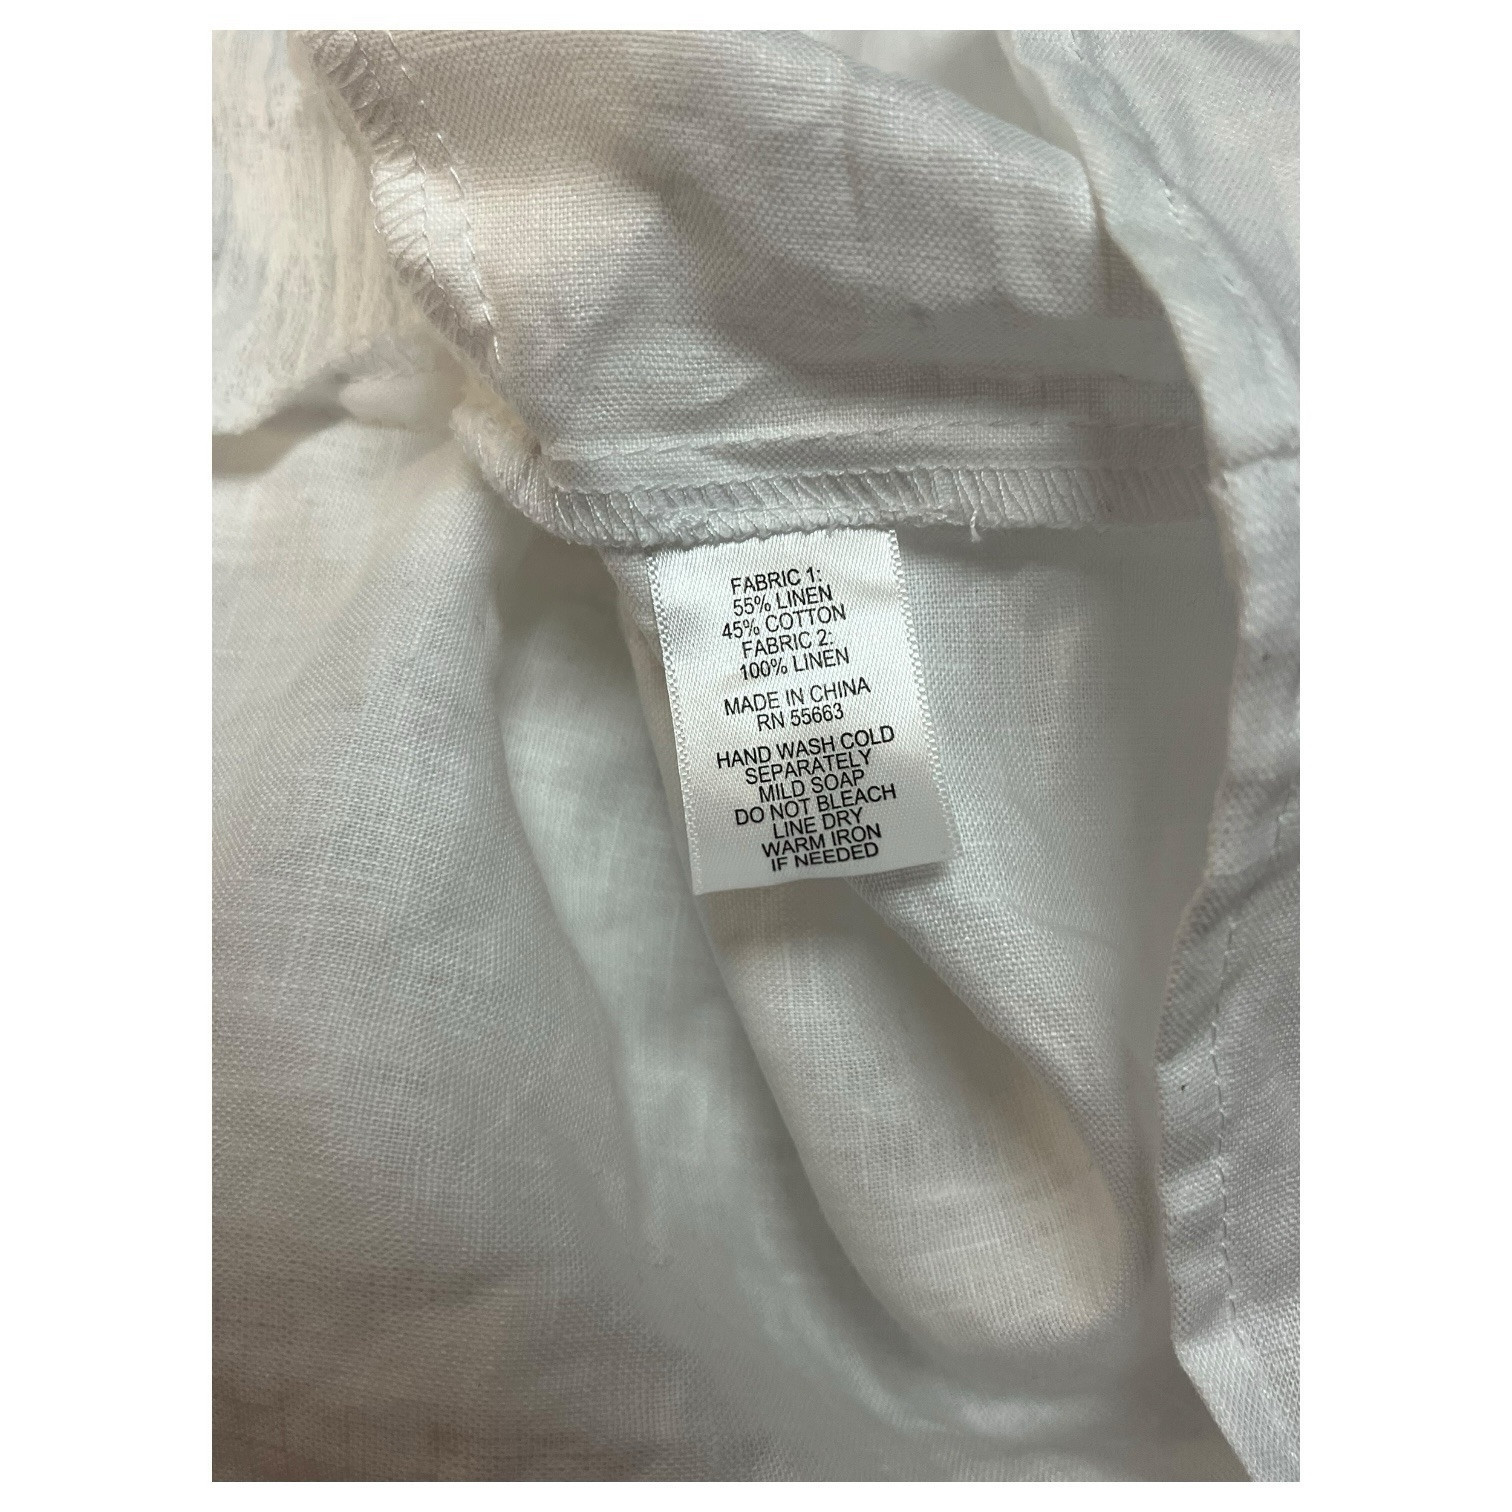 FABRIC 1:
55% LINEN
45% COTTON
FABRIC 2:
100% LINEN
MADE IN CHINA
RN 55663
HAND WASH COLD
SEPARATELY
MILD SOAP
DO NOT BLEACH
LINE DRY
WARM IRON
IF NEEDED